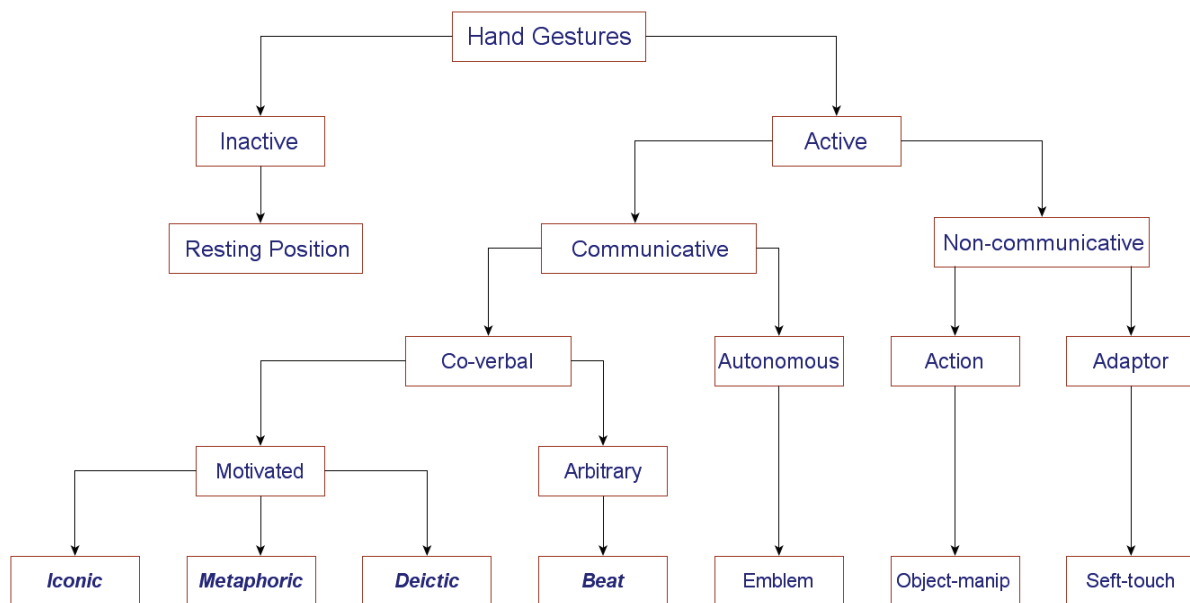 Hand Gestures
Inactive
Active
Resting Position
Communicative
Non-communicative
Co-verbal
Autonomous
Action
Adaptor
Motivated
Arbitrary
Iconic
Metaphoric
Deictic
Beat
Emblem
Object-manip
Seft-touch